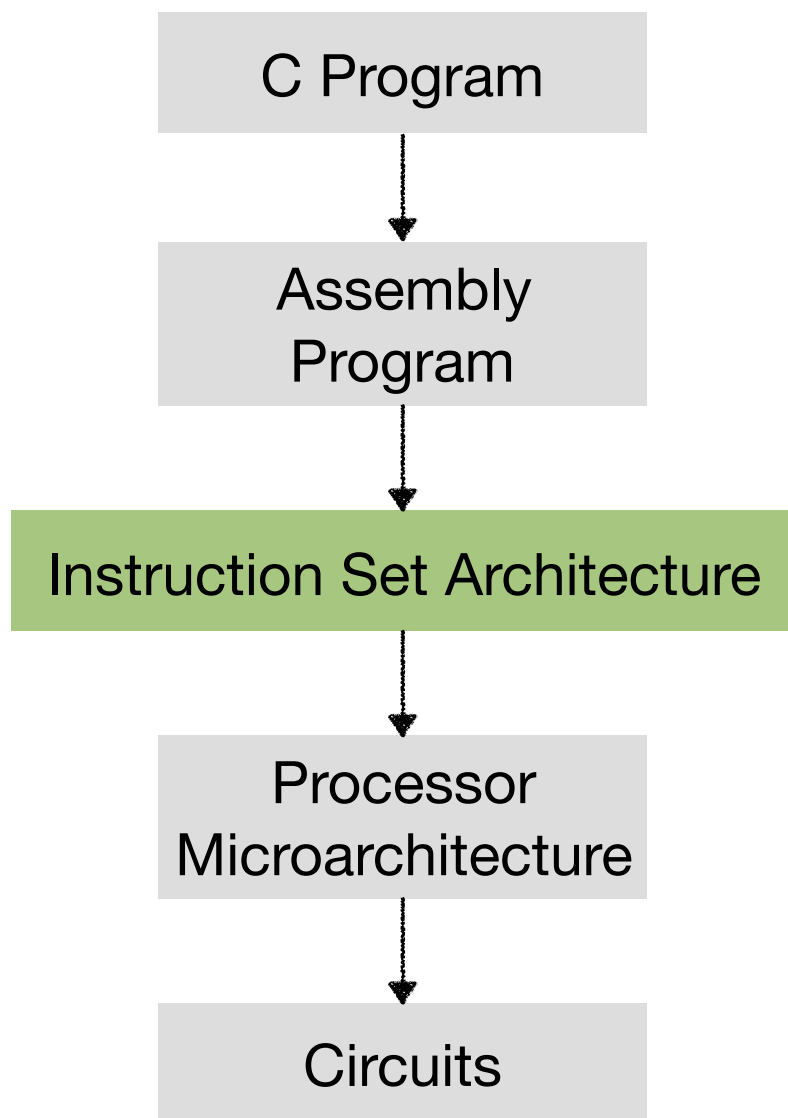 C Program
Assembly
Program
Instruction Set Architecture
Processor
Microarchitecture
Circuits